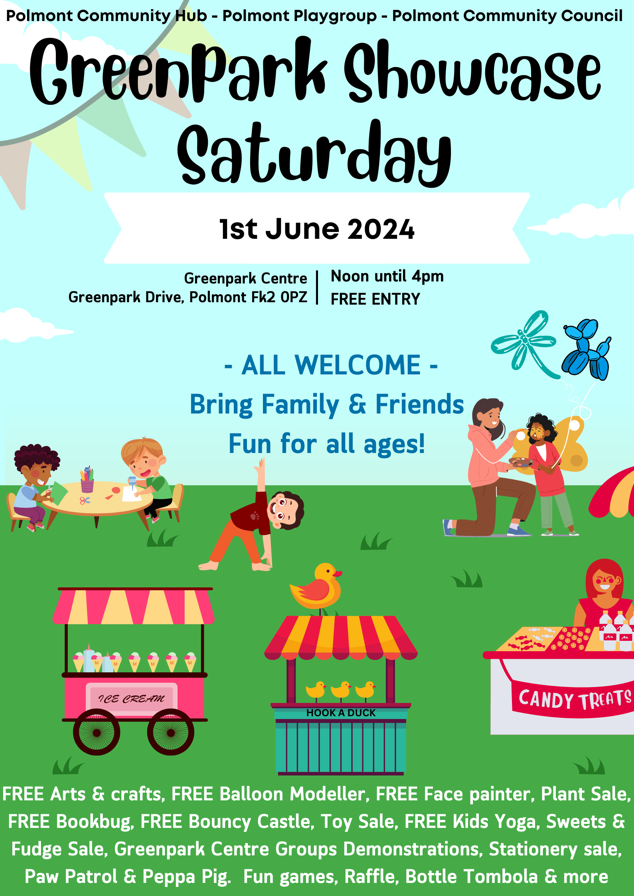 Polmont Community Hub - Polmont Playgroup - Polmont Community Council
GreenPark Showcase
Saturday
1st June 2024
Greenpark Centre
Greenpark Drive, Polmont Fk2 0PZ
Noon until 4pm
FREE ENTRY
- ALL WELCOME -
Bring Family & Friends
Fun for all ages!
ICE CREAM
HOOK A DUCK
CANDY TREATS
FREE Arts & crafts, FREE Balloon Modeller, FREE Face painter, Plant Sale,
FREE Bookbug, FREE Bouncy Castle, Toy Sale, FREE Kids Yoga, Sweets &
Fudge Sale, Greenpark Centre Groups Demonstrations, Stationery sale,
Paw Patrol & Peppa Pig. Fun games, Raffle, Bottle Tombola & more